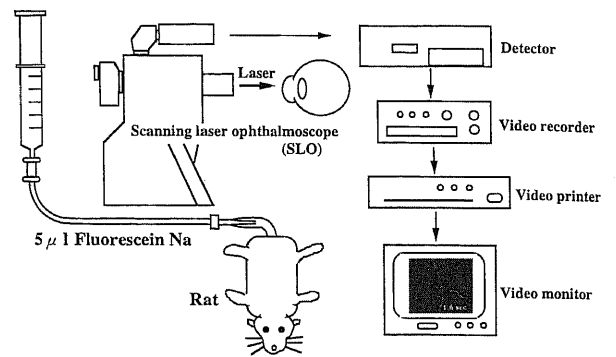 Detector
Laser
Scanning laser ophthalmoscope
(SLO)
Video recorder
Video printer
5 μ l Fluorescein Na
Rat
Video monitor